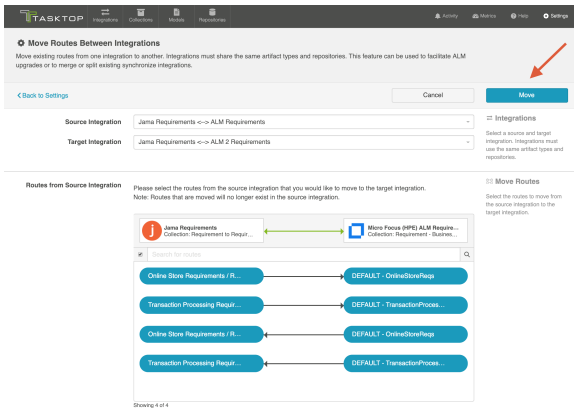 TASKTOP
Integrations
Collections
Models
Repositories
Activity
Metrics
Help
Settings
Move Routes Between Integrations
Move existing routes from one integration to another. Integrations must share the same artifact types and repositories. This feature can be used to facilitate ALM
upgrades or to merge or split existing synchronize integrations.
Back to Settings
Cancel
Move
Source Integration
Jama Requirements <--> ALM Requirements
Target Integration
Jama Requirements <--> ALM 2 Requirements
Integrations
Select a source and target
integration. Integrations must
use the same artifact types and
repositories.
Routes from Source Integration
Please select the routes from the source integration that you would like to move to the target integration.
Note: Routes that are moved will no longer exist in the source integration.
Move Routes
Select the routes to move from
the source integration to the
target integration.
j
Jama Requirements
Collection: Requirement to Requir...
Micro Focus (HPE) ALM Require...
Collection: Requirement - Busines...
Search for routes
Online Store Requirements / R...
DEFAULT - OnlineStoreReqs
Transaction Processing Requir...
DEFAULT - TransactionProces...
Online Store Requirements / R...
DEFAULT - OnlineStoreReqs
Transaction Processing Requir...
DEFAULT - TransactionProces...
Showing 4 of 4